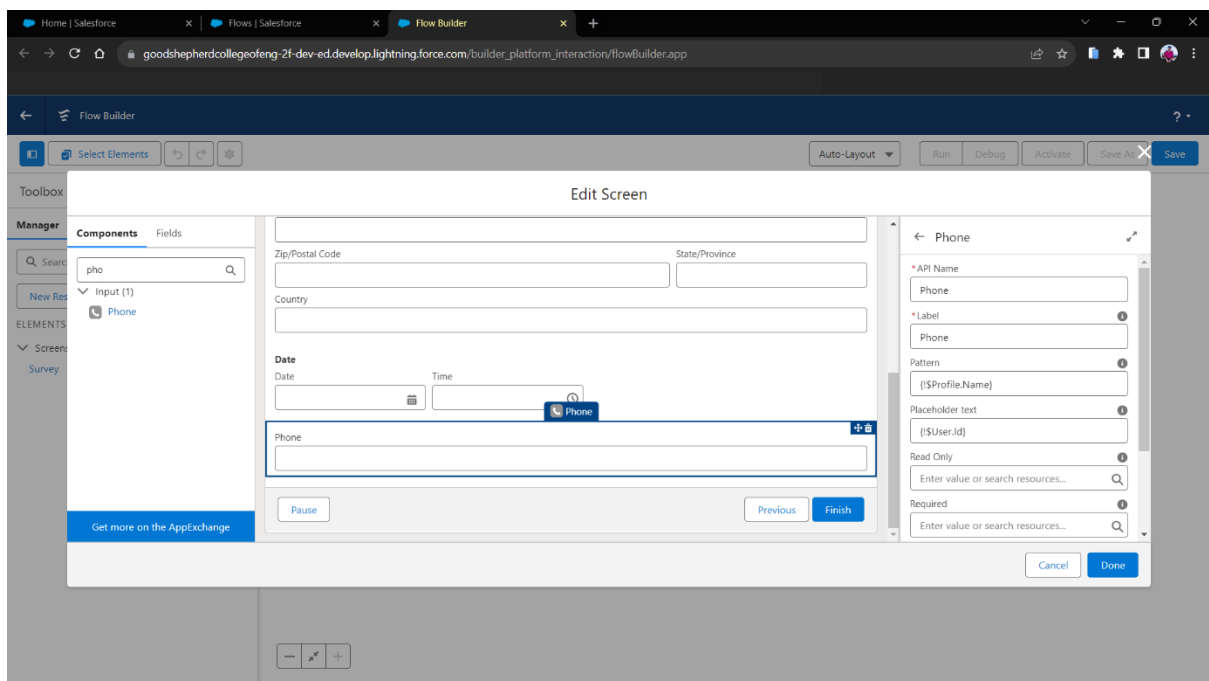 Home | Salesforce
Flows | Salesforce
Flow Builder
goodshepherdcollegeofeng-2f-dev-ed.develop.lightning.force.com/builder_platform_interaction/flowBuilder.app
Flow Builder
?
Select Elements
Auto-Layout
Run
Debug
Activate
Save As
Save
Toolbox
Edit Screen
Manager
Searc
New Res
ELEMENTS
Screens
Survey
Components
Fields
pho
Input (1)
Phone
Get more on the AppExchange
Zip/Postal Code
State/Province
Country
Date
Date
Time
Phone
Phone
Pause
Previous
Finish
Phone
* API Name
Phone
* Label
Phone
Pattern
{!$Profile.Name}
Placeholder text
{!$User.Id}
Read Only
Enter value or search resources...
Required
Enter value or search resources...
Cancel
Done